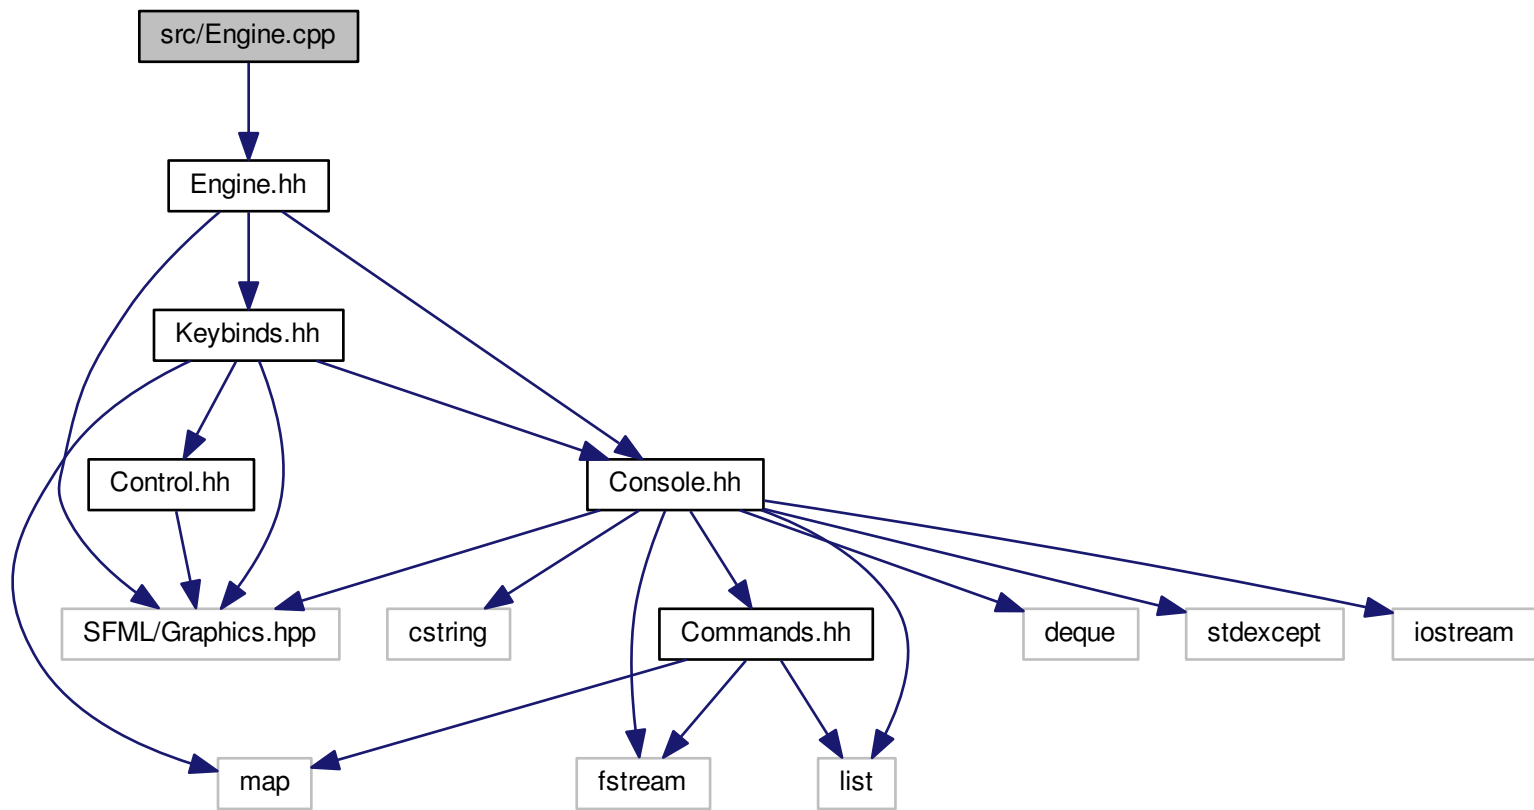 src/Engine.cpp
Engine.hh
Keybinds.hh
Control.hh
Console.hh
SFML/Graphics.hpp
cstring
Commands.hh
deque
stdexcept
iostream
map
fstream
list